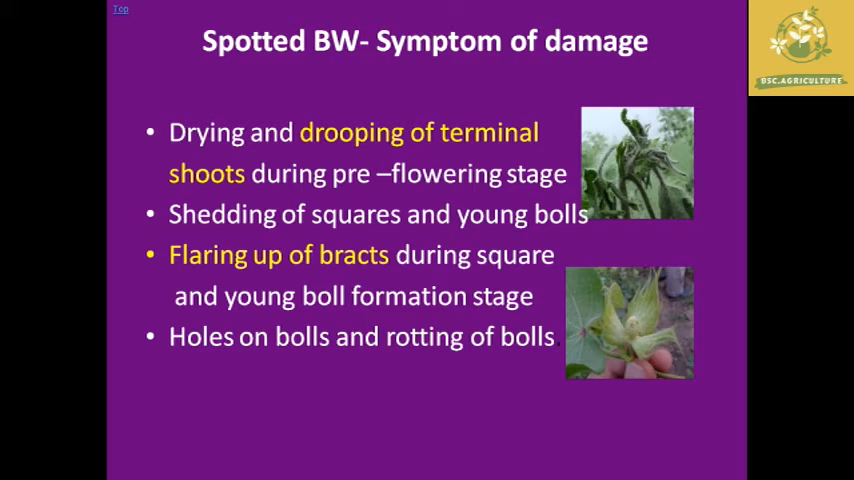 Top
Spotted BW- Symptom of damage
BSC.AGRICULTURE
• Drying and drooping of terminal
shoots during pre –flowering stage
• Shedding of squares and young bolls
• Flaring up of bracts during square
and young boll formation stage
• Holes on bolls and rotting of bolls.